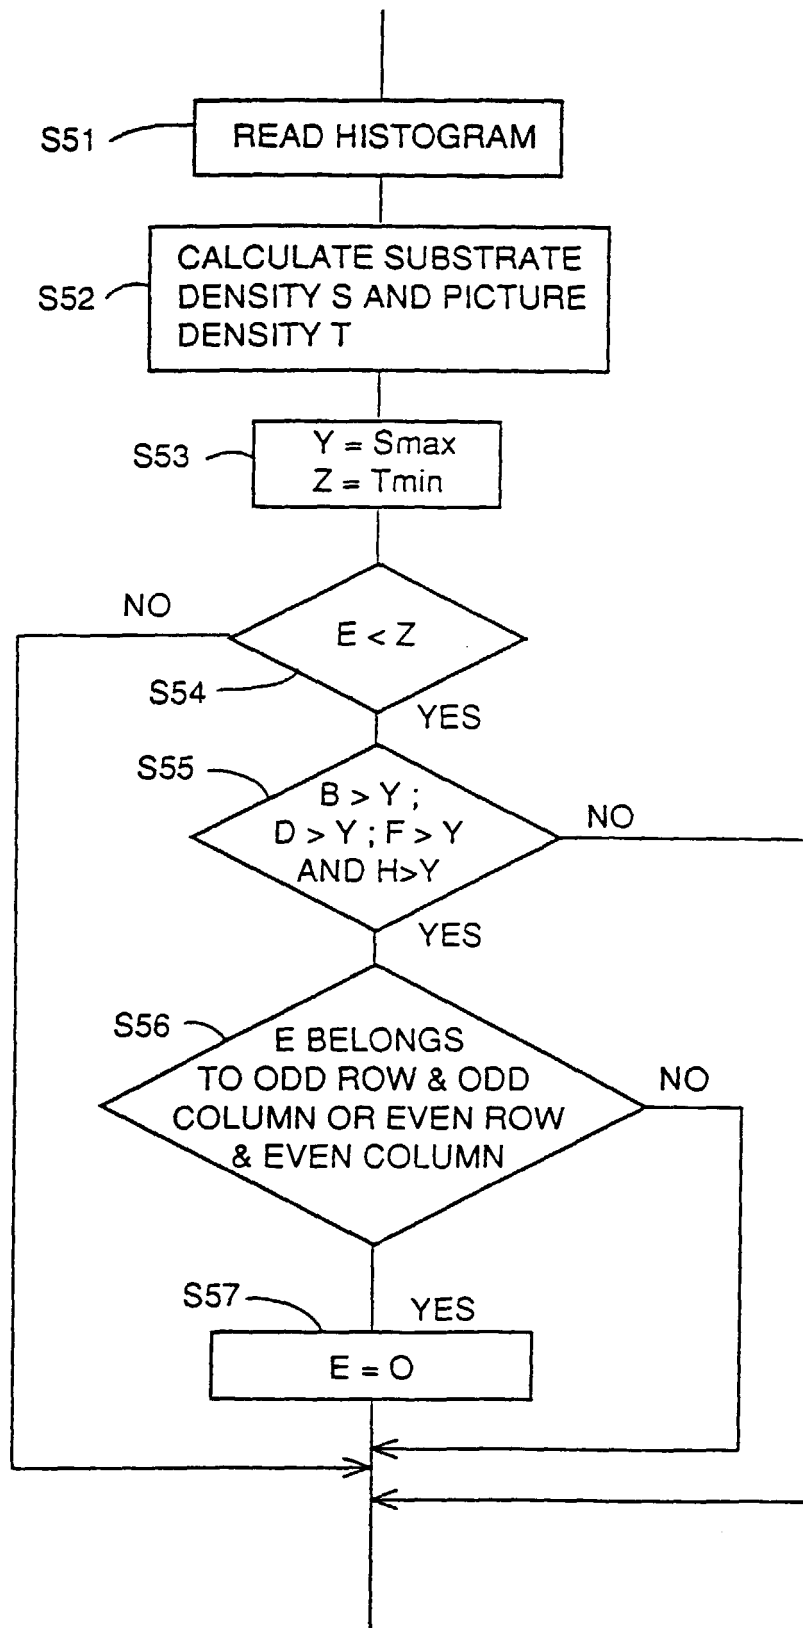 S51
READ HISTOGRAM
S52
CALCULATE SUBSTRATE
DENSITY S AND PICTURE
DENSITY T
S53
Y = Smax
Z = Tmin
NO
E < Z
S54
YES
S55
B > Y ;
D > Y ; F > Y
AND H>Y
NO
YES
S56
E BELONGS
TO ODD ROW & ODD
COLUMN OR EVEN ROW
& EVEN COLUMN
NO
S57
YES
E = O